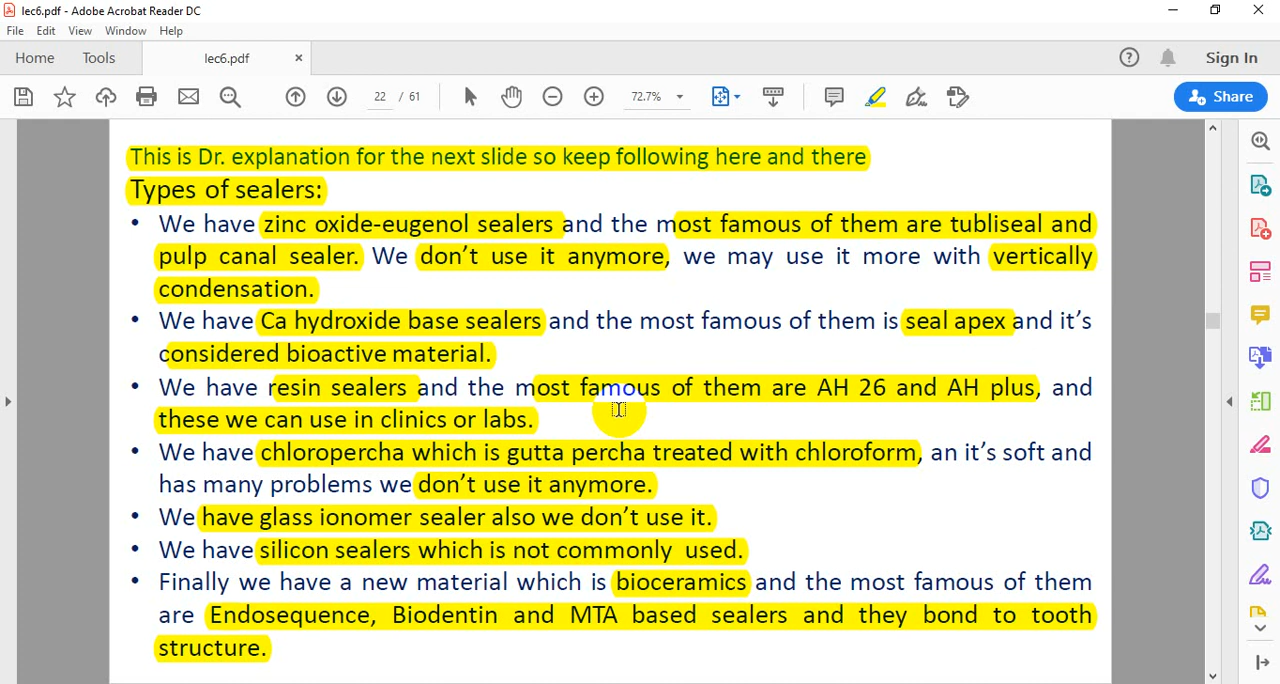 lec6.pdf - Adobe Acrobat Reader DC
File Edit View Window Help
Home Tools lec6.pdf × Sign In
22 / 61 72.7% Share
This is Dr. explanation for the next slide so keep following here and there
Types of sealers:
• We have zinc oxide-eugenol sealers and the most famous of them are tubliseal and
pulp canal sealer. We don't use it anymore, we may use it more with vertically
condensation.
• We have Ca hydroxide base sealers and the most famous of them is seal apex and it's
considered bioactive material.
• We have resin sealers and the most famous of them are AH 26 and AH plus, and
these we can use in clinics or labs.
• We have chloropercha which is gutta percha treated with chloroform, an it's soft and
has many problems we don't use it anymore.
• We have glass ionomer sealer also we don't use it.
• We have silicon sealers which is not commonly used.
• Finally we have a new material which is bioceramics and the most famous of them
are Endosequence, Biodentin and MTA based sealers and they bond to tooth
structure.